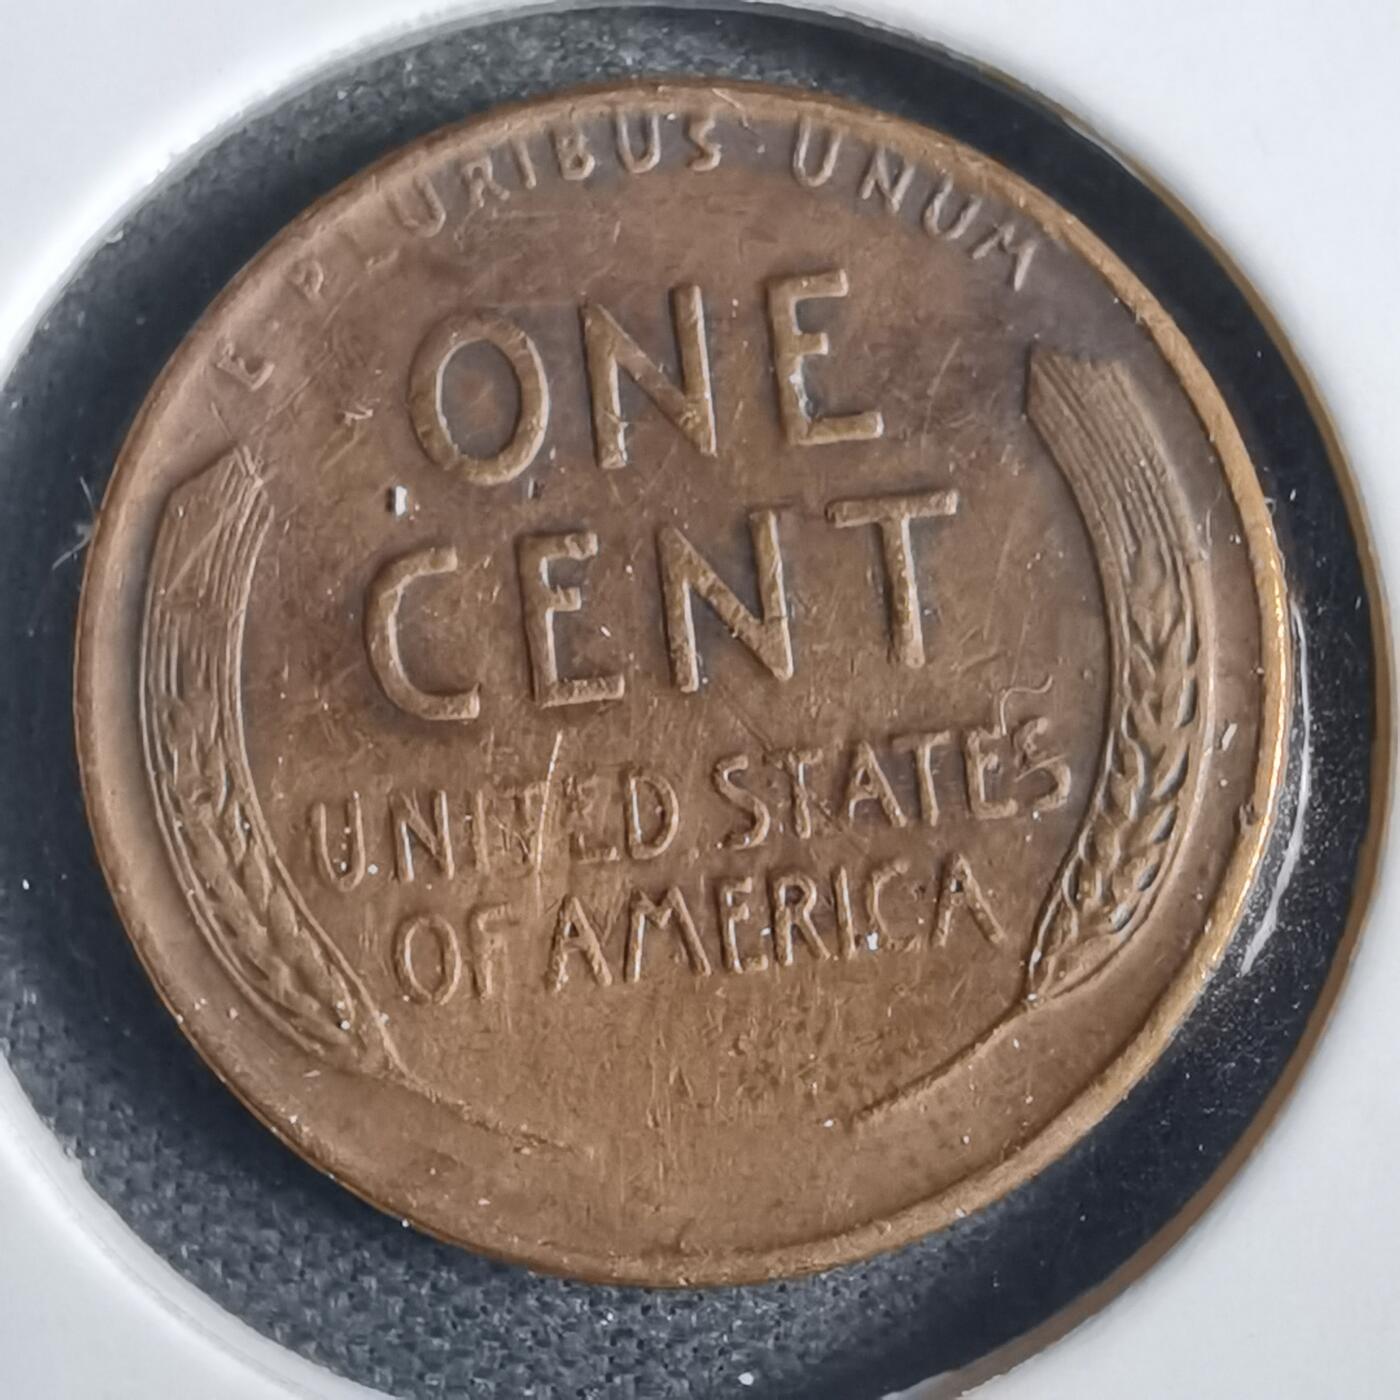 E PLURIBUS UNUM
ONE
CENT
UNITED STATES
OF AMERICA